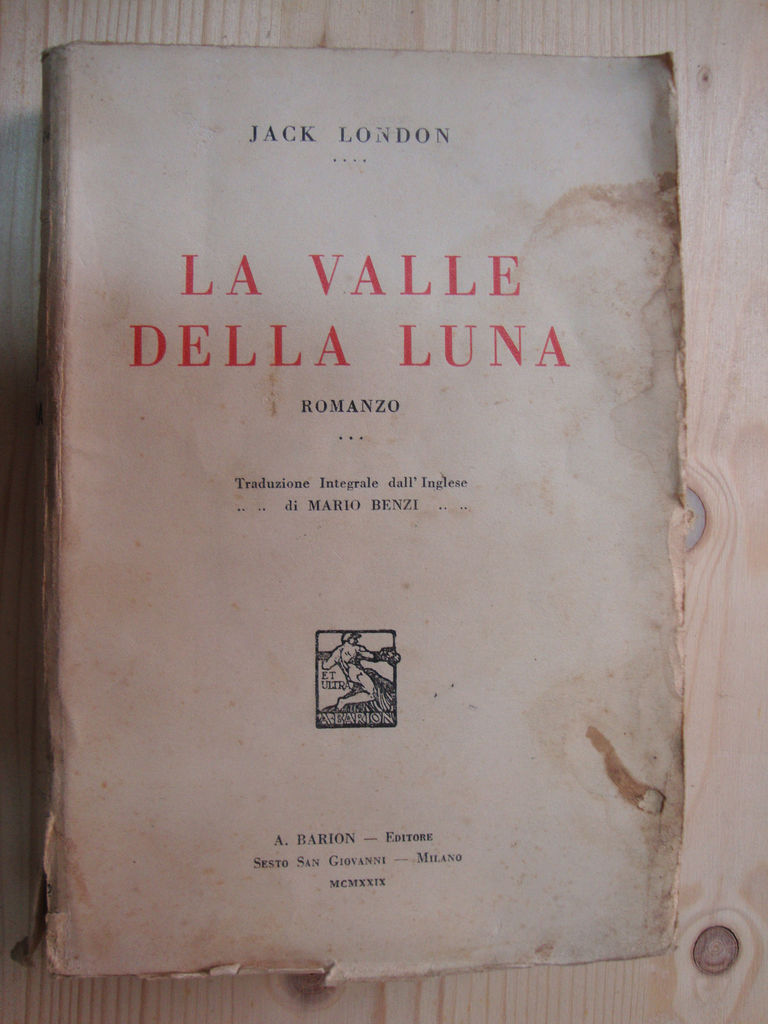 JACK LONDON
....
LA VALLE
DELLA LUNA
ROMANZO
...
Traduzione Integrale dall' Inglese
.. .. di MARIO BENZI .. ..
ET
ULTRA
A·BARION
A. BARION — EDITORE
SESTO SAN GIOVANNI — MILANO
MCMXXIX